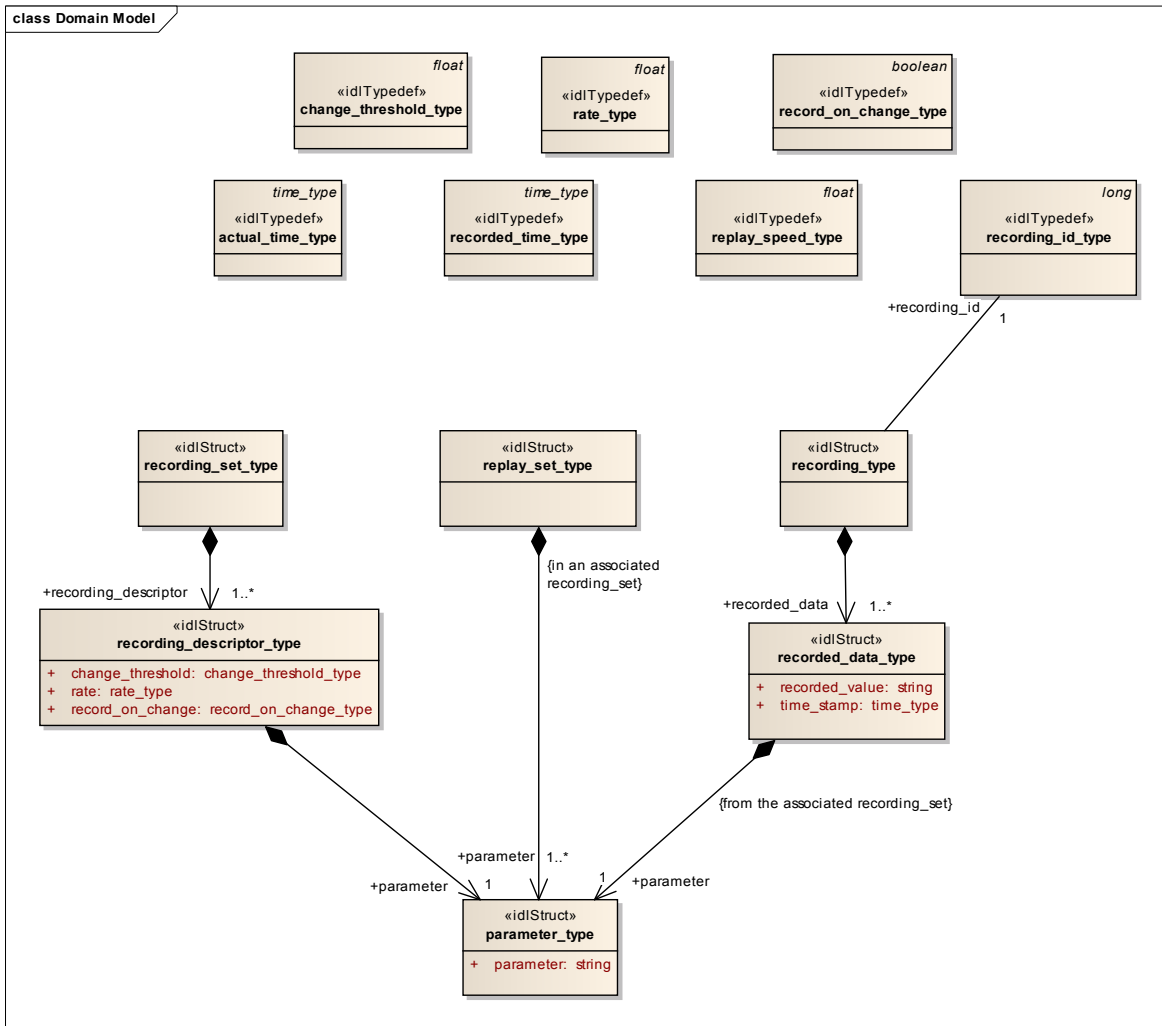 class Domain Model
float
«idlTypedef»
change_threshold_type
float
«idlTypedef»
rate_type
boolean
«idlTypedef»
record_on_change_type
time_type
«idlTypedef»
actual_time_type
time_type
«idlTypedef»
recorded_time_type
float
«idlTypedef»
replay_speed_type
long
«idlTypedef»
recording_id_type
+recording_id
1
«idlStruct»
recording_set_type
«idlStruct»
replay_set_type
«idlStruct»
recording_type
{in an associated
recording_set}
+recording_descriptor
1..*
+recorded_data
1..*
«idlStruct»
recording_descriptor_type
+ change_threshold: change_threshold_type
+ rate: rate_type
+ record_on_change: record_on_change_type
«idlStruct»
recorded_data_type
+ recorded_value: string
+ time_stamp: time_type
{from the associated recording_set}
+parameter
1..*
+parameter
1
1
+parameter
«idlStruct»
parameter_type
+ parameter: string